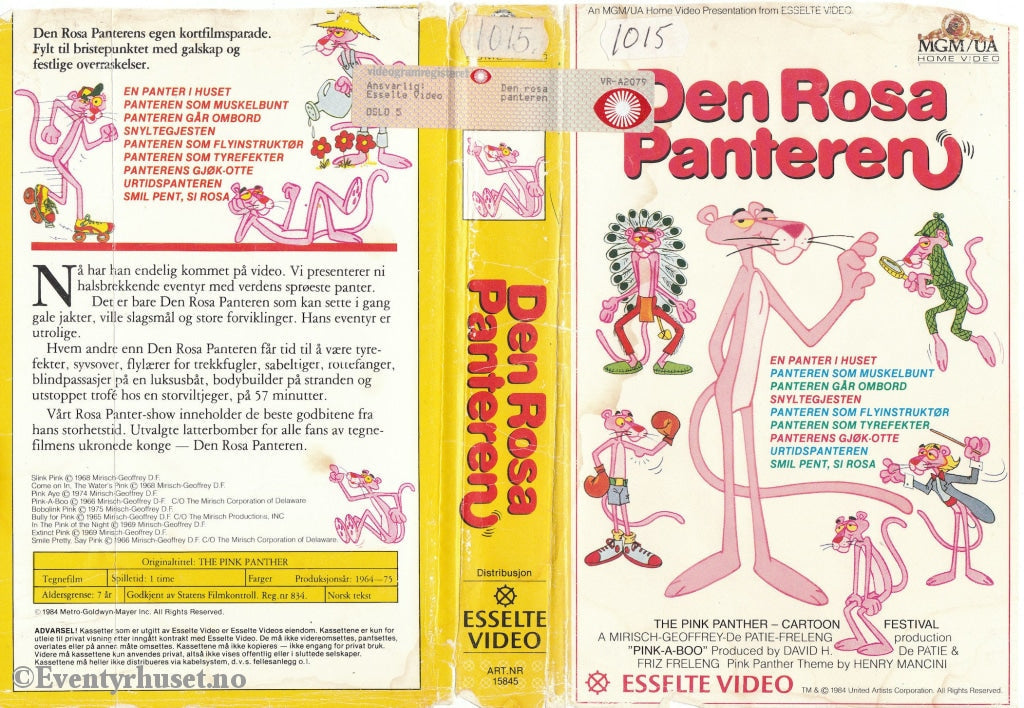 Den Rosa Panterens egen kortfilmsparade.
Fylt til bristepunktet med galskap og
festlige overraskelser.
EN PANTER I HUSET
PANTEREN SOM MUSKELBUNT
PANTEREN GÅR OMBORD
SNYLTEGJESTEN
PANTEREN SOM FLYINSTRUKTØR
PANTEREN SOM TYREFEKTER
PANTERENS GJØK-OTTE
URTIDSPANTEREN
SMIL PENT, SI ROSA
Nå har han endelig kommet på video. Vi presenterer ni
halsbrekkende eventyr med verdens sprøeste panter.
Det er bare Den Rosa Panteren som kan sette i gang
gale jakter, ville slagsmål og store forviklinger. Hans eventyr er
utrolige.
Hvem andre enn Den Rosa Panteren får tid til å være tyre-
fekter, syvsover, flylærer for trekkfugler, sabeltiger, rottefanger,
blindpassasjer på en luksusbåt, bodybuilder på stranden og
utstoppet trofé hos en storviltjeger, på 57 minutter.
Vårt Rosa Panter-show inneholder de beste godbitene fra
hans storhetstid. Utvalgte latterbomber for alle fans av tegne-
filmens ukronede konge — Den Rosa Panteren.
Slink Pink © 1968 Mirisch-Geoffrey D.F.
Come on In, The Water's Pink © 1968 Mirisch-Geoffrey D.F.
Pink Aye © 1974 Mirisch-Geoffrey D.F.
Pink-A-Boo © 1966 Mirisch-Geoffrey D-F. C/O The Mirisch Corporation of Delaware
Bobolink Pink © 1975 Mirisch-Geoffrey D.F.
Bully for Pink © 1965 Mirisch-Geoffrey D.F. C/O The Mirisch Productions, INC
In The Pink of the Night © 1969 Mirisch-Geoffrey D.F.
Extinct Pink © 1969 Mirisch-Geoffrey D.F.
Smile Pretty, Say Pink © 1966 Mirisch-Geoffrey D.F. C/O The Mirisch Corporation of Delaware.
Originaltittel: THE PINK PANTHER
Tegnefilm Spilletid: 1 time Farger Produksjonsår: 1964—75
Aldersgrense: 7 år Godkjent av Statens Filmkontroll. Reg.nr 834. Norsk tekst
© 1984 Metro-Goldwyn-Mayer Inc. All Rights Reserved.
ADVARSEL! Kassetter som er utgitt av Esselte Video er Esselte Videos eiendom. Kassettene er kun for
utleie til privat visning etter inngått kontrakt med Esselte Video. De må ikke videreomsettes, pantsettes,
overlates eller på annen måte omsettes. Kassettene må ikke kopieres — ikke engang for privat bruk.
Videre må kassettene kun anvendes privat, altså ikke vises offentlig eller i sluttede selskaper.
Kassettene må heller ikke distribueres via kabelsystem, d.v.s. fellesanlegg o.l.
©Eventyrhuset.no
1015
videogramregisteret
Ansvarlig:
Esselte Video
OSLO 5
Den rosa
panteren
VR-A2079
Den Rosa
Panteren
Distribusjon
ESSELTE
VIDEO
ART.NR
15845
An MGM/UA Home Video Presentation from ESSELTE VIDEO
1015
MGM/UA
HOME VIDEO
Den Rosa
Panteren
EN PANTER I HUSET
PANTEREN SOM MUSKELBUNT
PANTEREN GÅR OMBORD
SNYLTEGJESTEN
PANTEREN SOM FLYINSTRUKTØR
PANTEREN SOM TYREFEKTER
PANTERENS GJØK-OTTE
URTIDSPANTEREN
SMIL PENT, SI ROSA
THE PINK PANTHER – CARTOON FESTIVAL
A MIRISCH-GEOFFREY-De PATIE-FRELENG production
"PINK-A-BOO" Produced by DAVID H. De PATIE &
FRIZ FRELENG Pink Panther Theme by HENRY MANCINI
ESSELTE VIDEO
TM & © 1984 United Artists Corporation. All Rights Reserved.